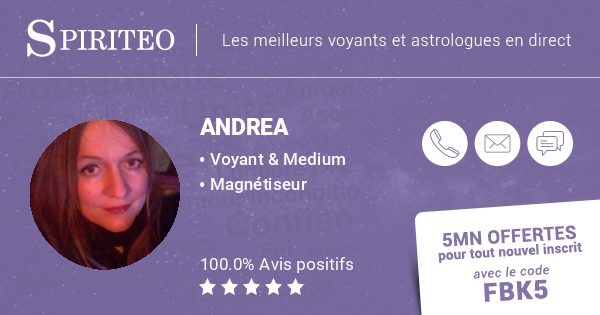 SPIRITEO
Les meilleurs voyants et astrologues en direct
ANDREA
• Voyant & Medium
• Magnétiseur
100.0% Avis positifs
5MN OFFERTES
pour tout nouvel inscrit
avec le code
FBK5